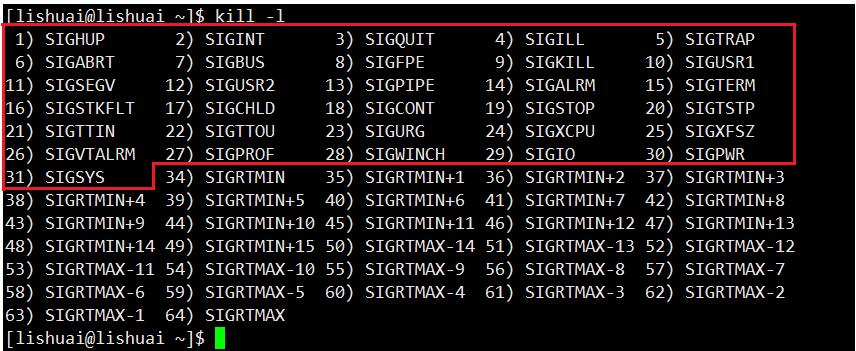 [lishuai@lishuai ~]$ kill -l
 1) SIGHUP       2) SIGINT       3) SIGQUIT      4) SIGILL       5) SIGTRAP
 6) SIGABRT      7) SIGBUS       8) SIGFPE       9) SIGKILL     10) SIGUSR1
11) SIGSEGV     12) SIGUSR2     13) SIGPIPE     14) SIGALRM     15) SIGTERM
16) SIGSTKFLT   17) SIGCHLD     18) SIGCONT     19) SIGSTOP     20) SIGTSTP
21) SIGTTIN     22) SIGTTOU     23) SIGURG      24) SIGXCPU     25) SIGXFSZ
26) SIGVTALRM   27) SIGPROF     28) SIGWINCH    29) SIGIO       30) SIGPWR
31) SIGSYS      34) SIGRTMIN    35) SIGRTMIN+1  36) SIGRTMIN+2  37) SIGRTMIN+3
38) SIGRTMIN+4  39) SIGRTMIN+5  40) SIGRTMIN+6  41) SIGRTMIN+7  42) SIGRTMIN+8
43) SIGRTMIN+9  44) SIGRTMIN+10 45) SIGRTMIN+11 46) SIGRTMIN+12 47) SIGRTMIN+13
48) SIGRTMIN+14 49) SIGRTMIN+15 50) SIGRTMAX-14 51) SIGRTMAX-13 52) SIGRTMAX-12
53) SIGRTMAX-11 54) SIGRTMAX-10 55) SIGRTMAX-9  56) SIGRTMAX-8  57) SIGRTMAX-7
58) SIGRTMAX-6  59) SIGRTMAX-5  60) SIGRTMAX-4  61) SIGRTMAX-3  62) SIGRTMAX-2
63) SIGRTMAX-1  64) SIGRTMAX
[lishuai@lishuai ~]$